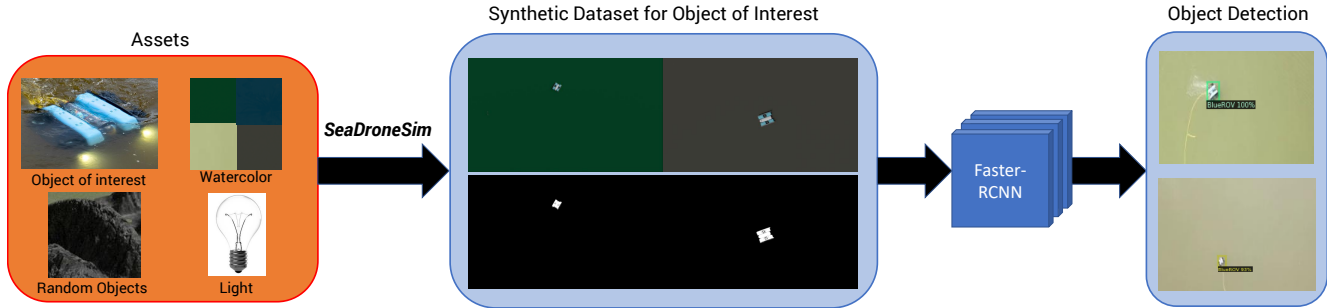 Synthetic Dataset for Object of Interest
Object Detection
Assets
SeaDroneSim
Object of interest
Watercolor
Random Objects
Light
Faster-
RCNN
BlueROV 100%
BlueROV 93%